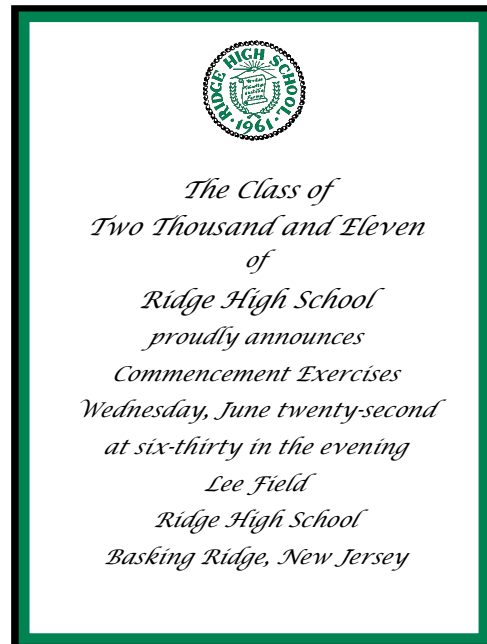 RIDGE HIGH SCHOOL
1961
The Class of
Two Thousand and Eleven
of
Ridge High School
proudly announces
Commencement Exercises
Wednesday, June twenty-second
at six-thirty in the evening
Lee Field
Ridge High School
Basking Ridge, New Jersey